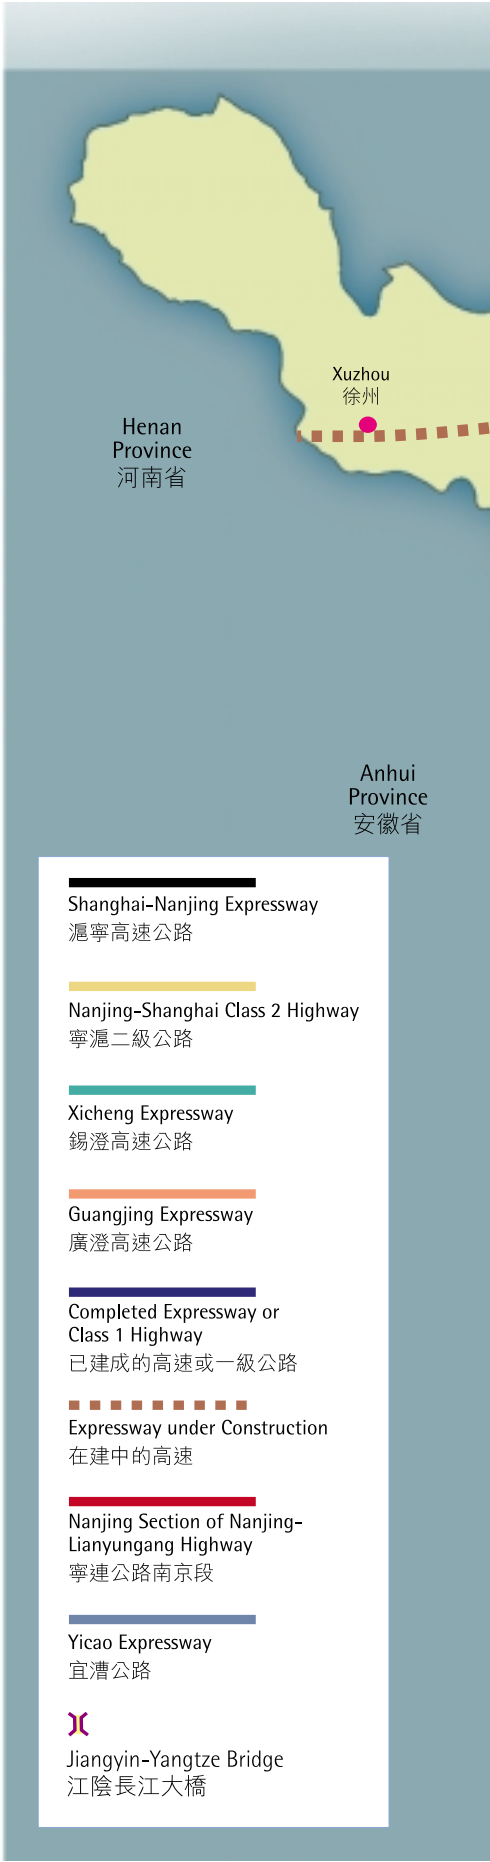 Xuzhou
徐州
Henan
Province
河南省
Anhui
Province
安徽省
Shanghai-Nanjing Expressway
滬寧高速公路
Nanjing-Shanghai Class 2 Highway
寧滬二級公路
Xicheng Expressway
錫澄高速公路
Guangjing Expressway
廣澄高速公路
Completed Expressway or
Class 1 Highway
已建成的高速或一級公路
Expressway under Construction
在建中的高速
Nanjing Section of Nanjing-
Lianyungang Highway
寧連公路南京段
Yicao Expressway
宜漕公路
Jiangyin-Yangtze Bridge
江陰長江大橋